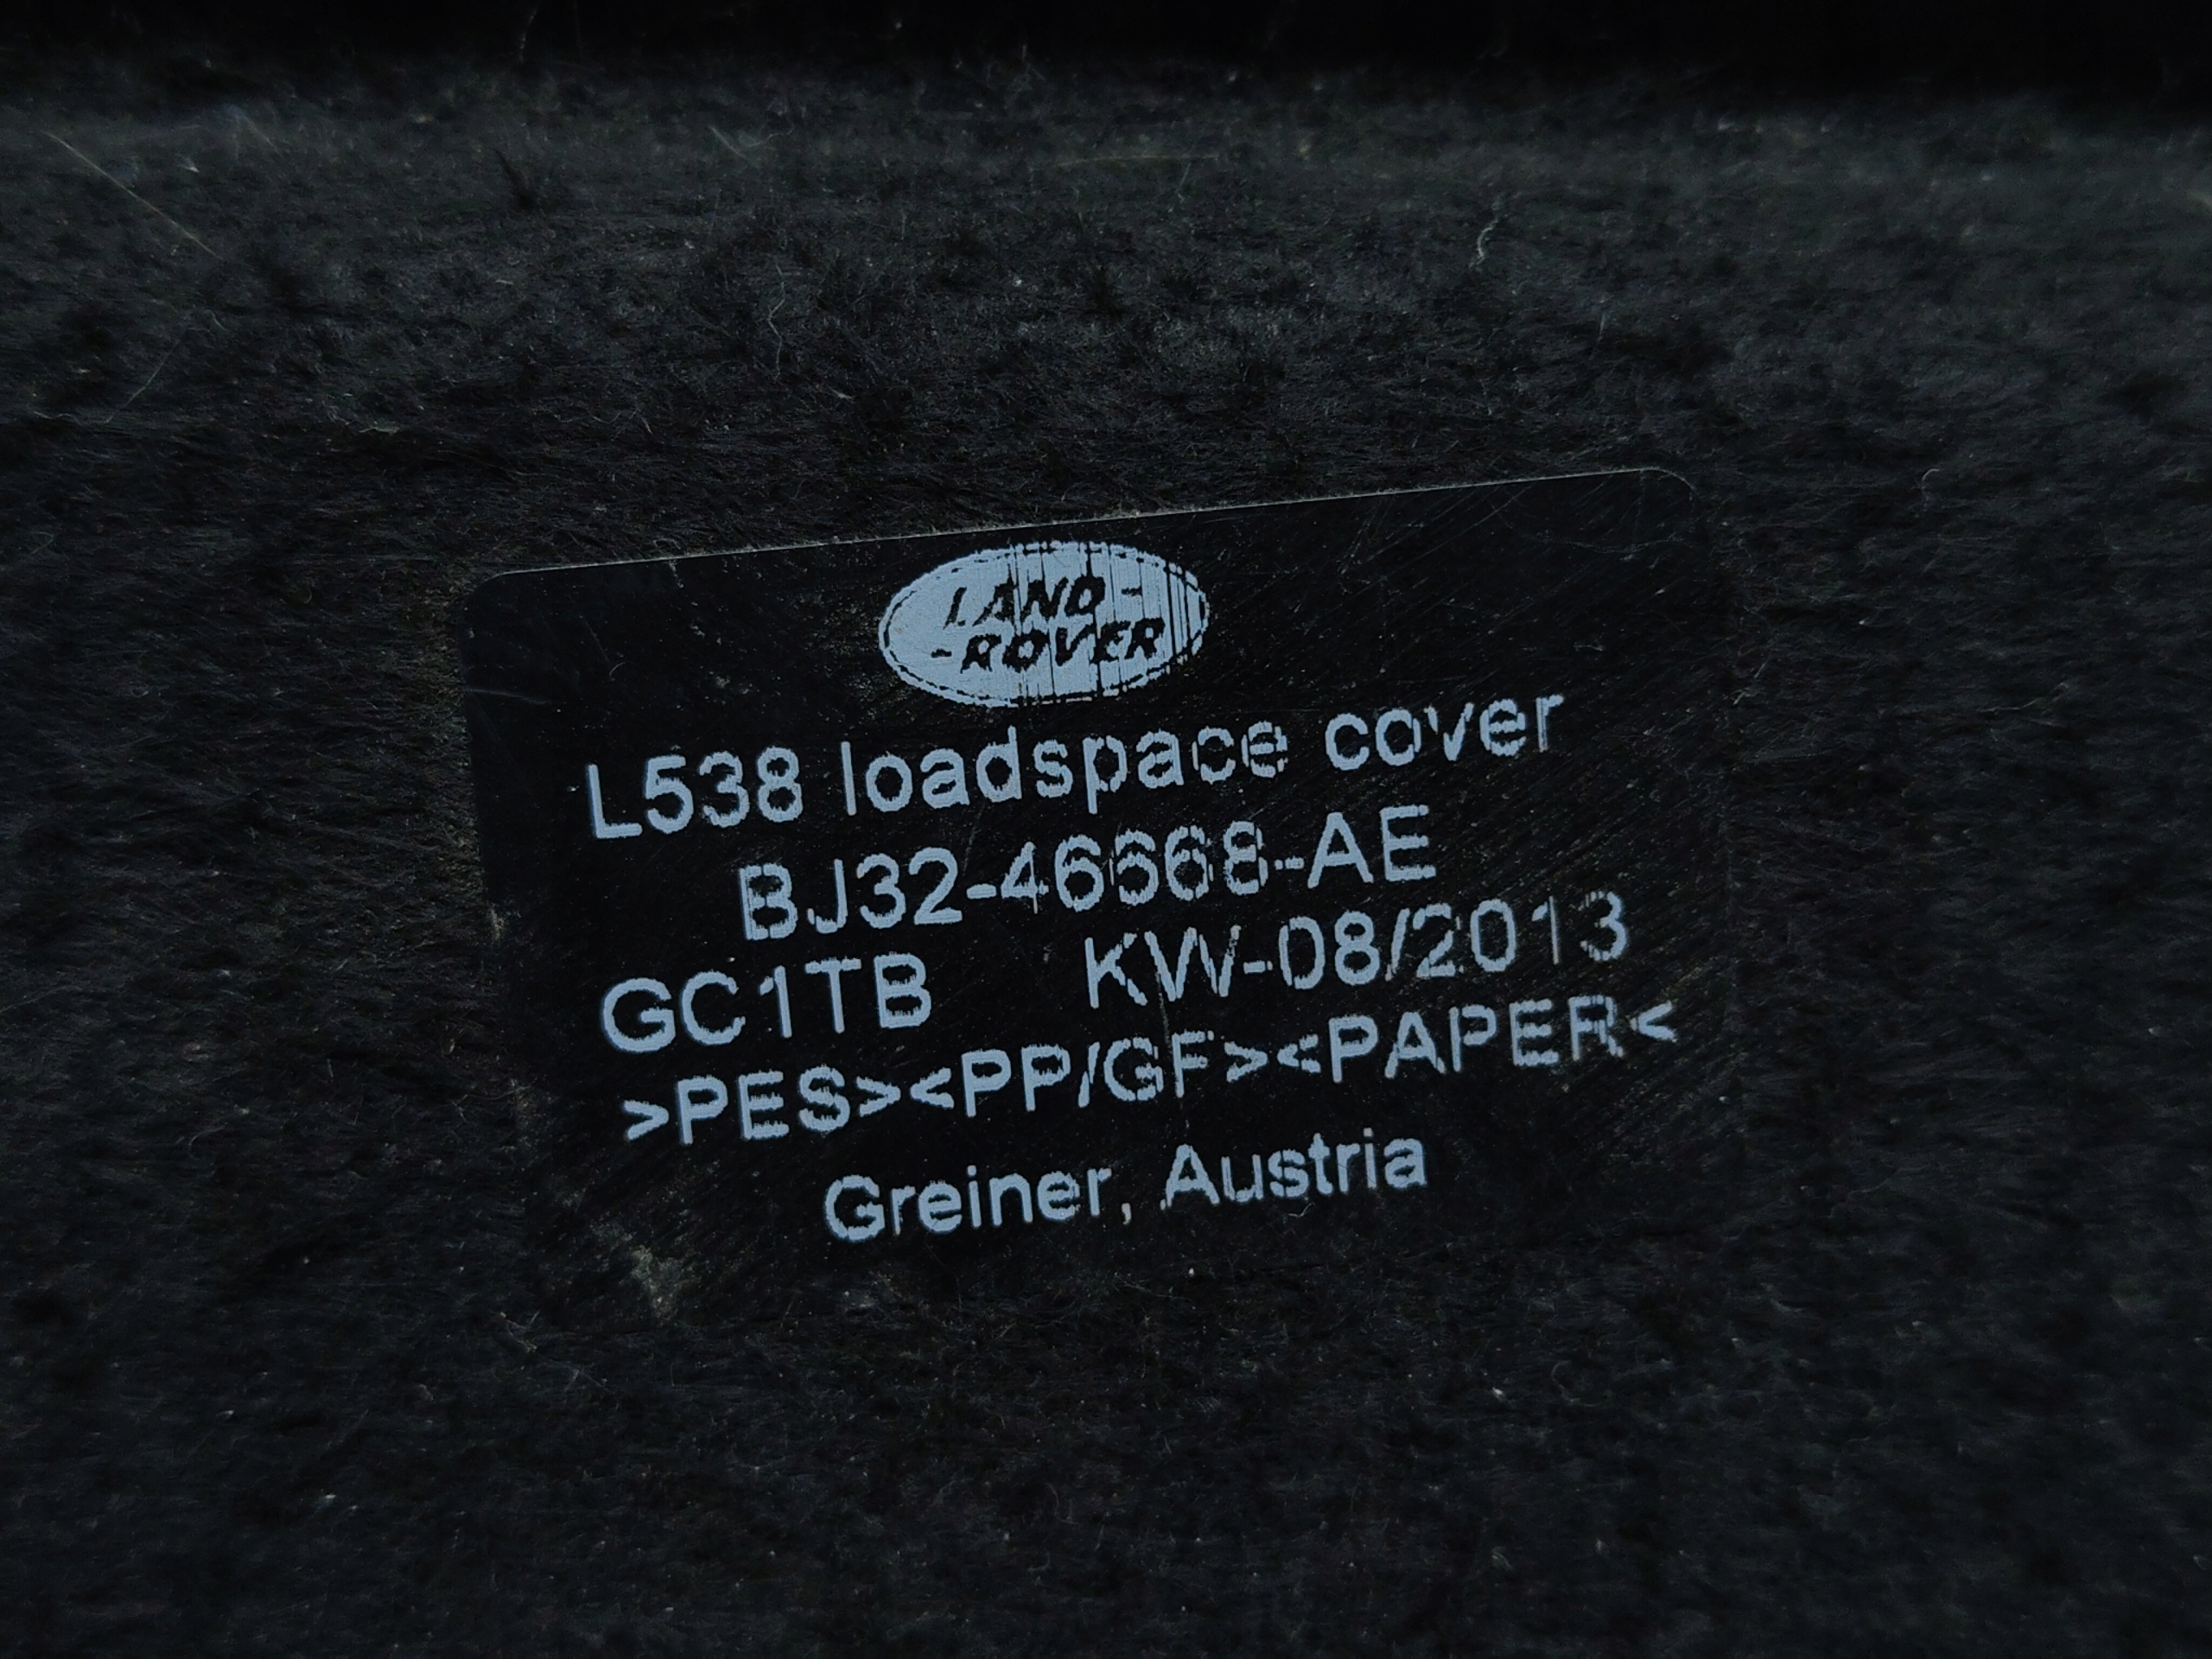 LAND-
-ROVER
L538 loadspace cover
BJ32-46668-AE
GC1TB KW-08/2013
>PES><PP/GF><PAPER<
Greiner, Austria